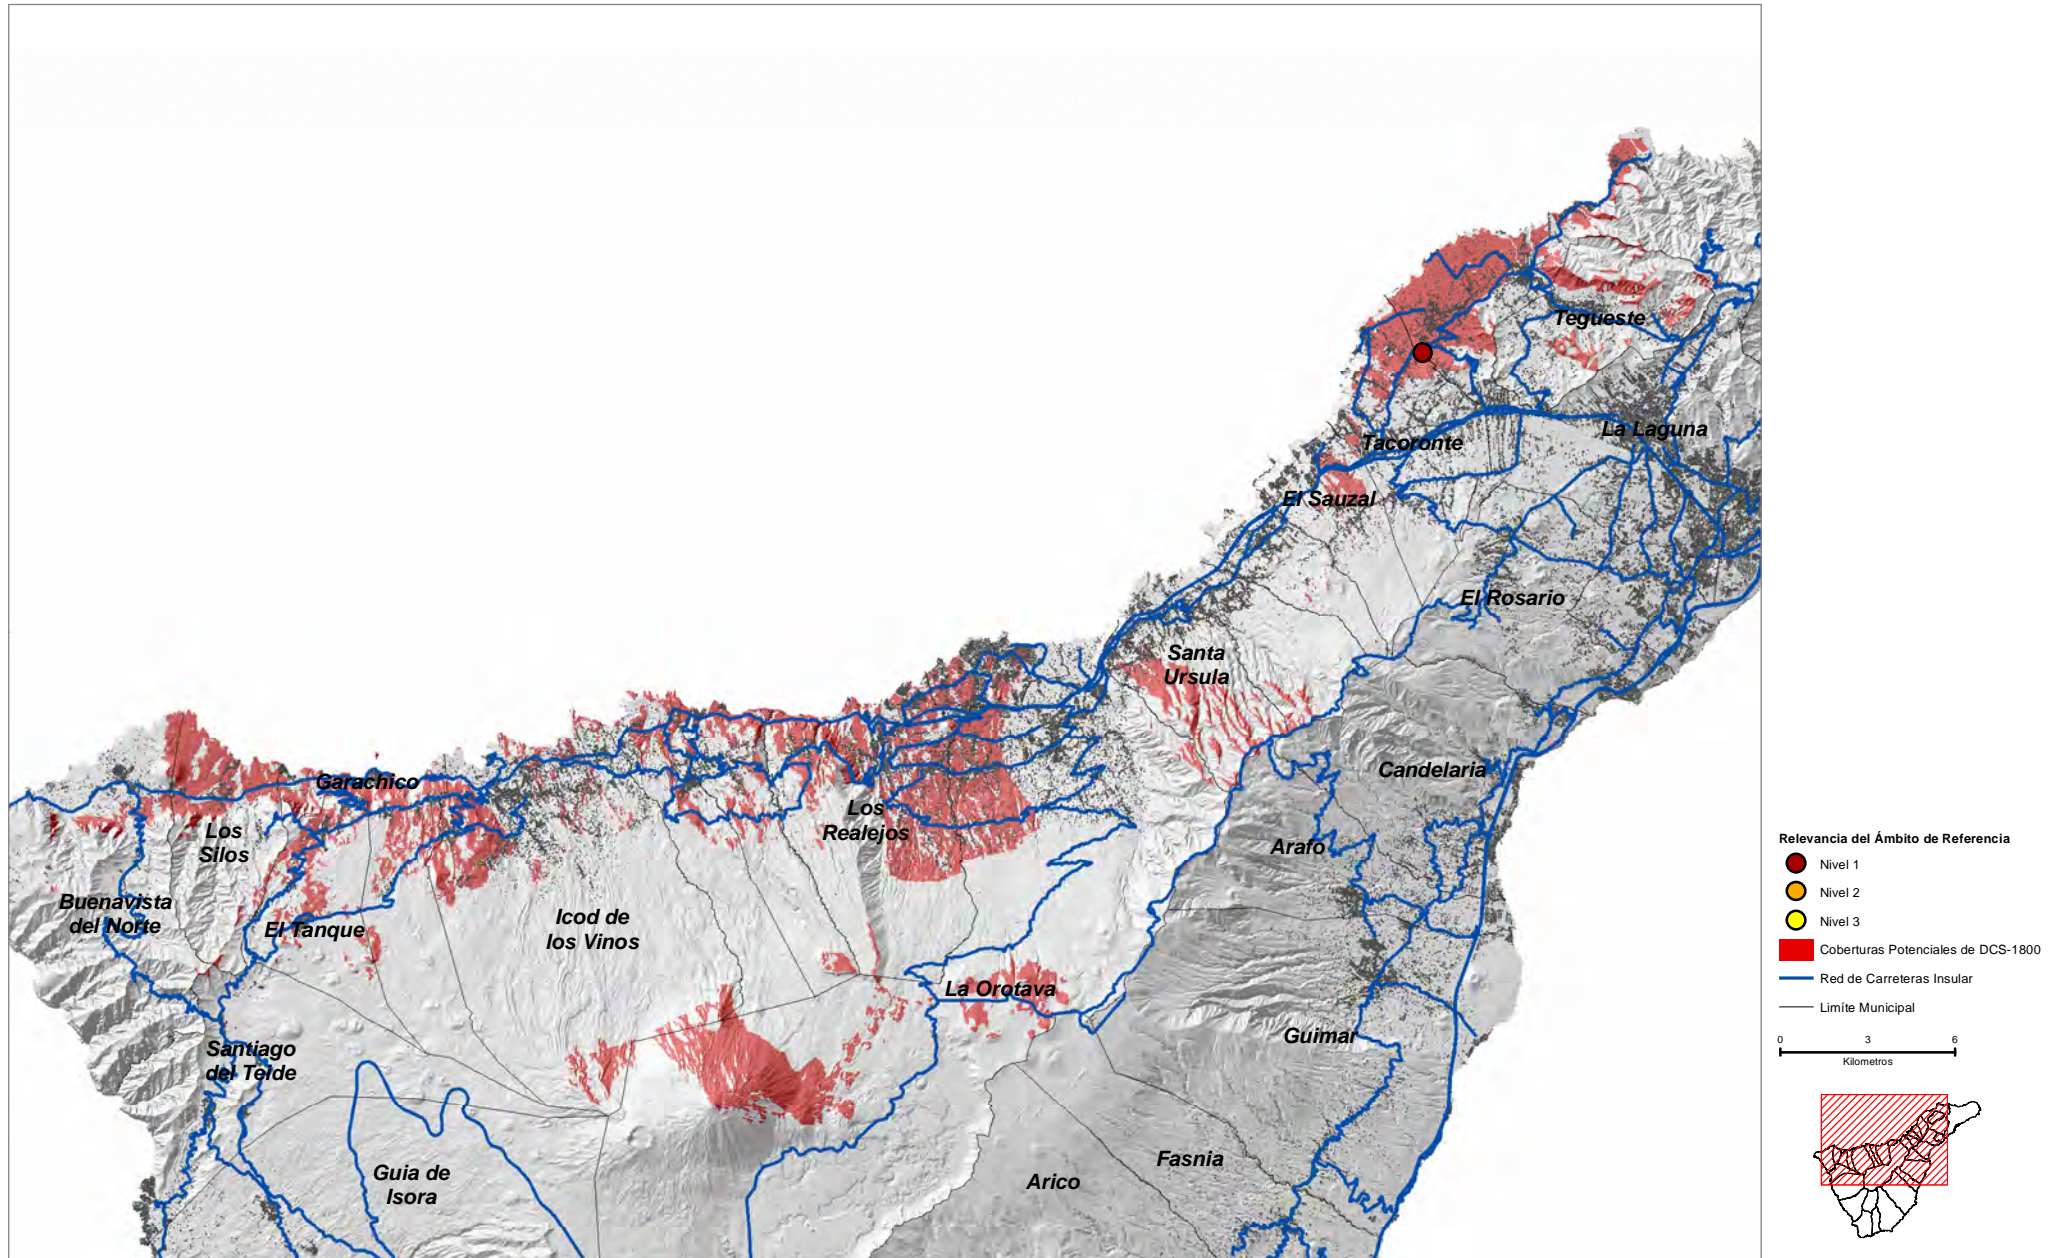 Tegueste
La Laguna
Tacoronte
El Sauzal
El Rosario
Santa
Ursula
Candelaria
Garachico
Los
Realejos
Los
Silos
Arafo
Buenavista
del Norte
El Tanque
Icod de
los Vinos
La Orotava
Guimar
Santiago
del Teide
Guia de
Isora
Fasnia
Arico
Relevancia del Ámbito de Referencia
Nivel 1
Nivel 2
Nivel 3
Coberturas Potenciales de DCS-1800
Red de Carreteras Insular
Limíte Municipal
0 3 6
Kilometros